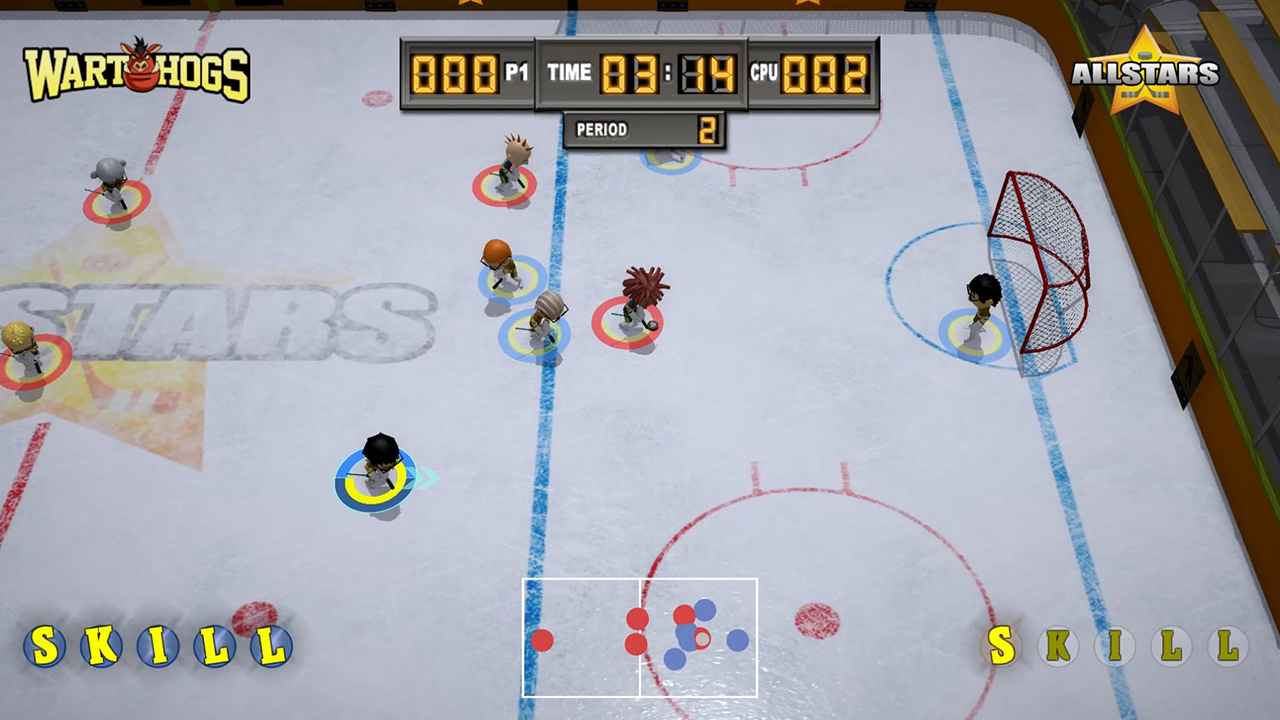 WARTHOGS
000 P1 TIME 03:14 CPU 002
PERIOD 2
ALLSTARS
STARS
SKILL
SKILL